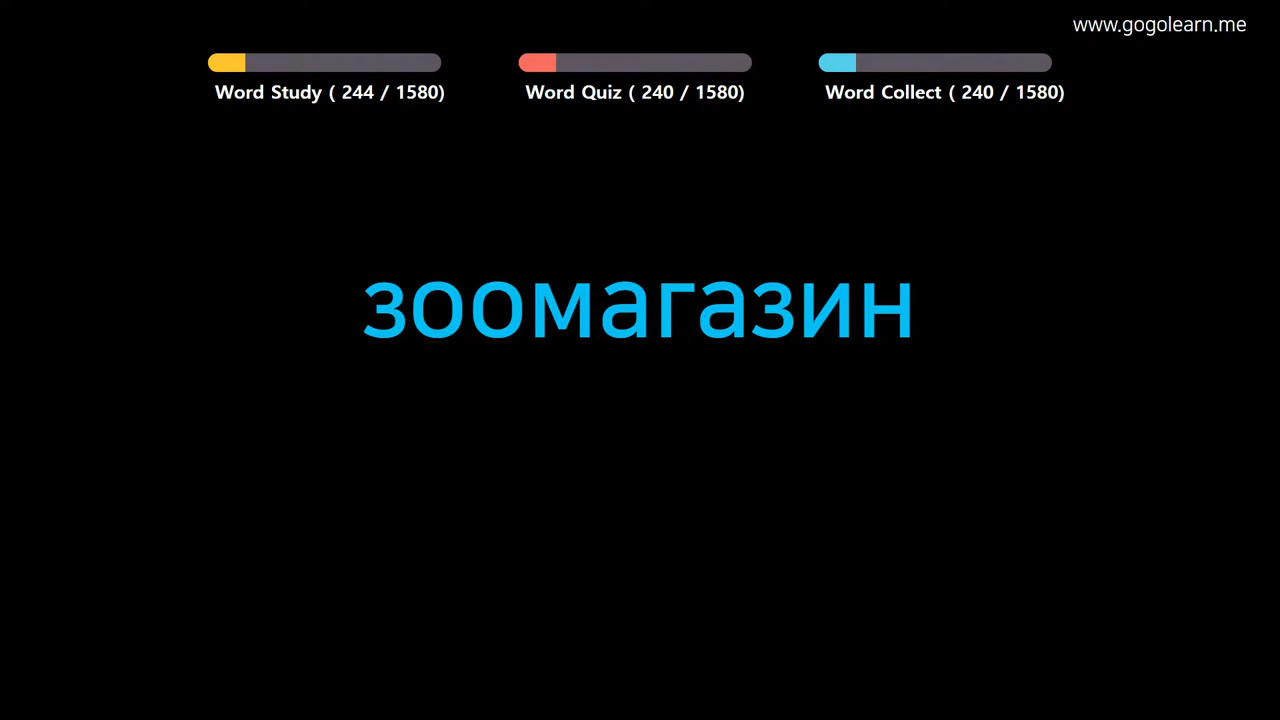 www.gogolearn.me
Word Study ( 244 / 1580)
Word Quiz ( 240 / 1580)
Word Collect ( 240 / 1580)
зоомагазин